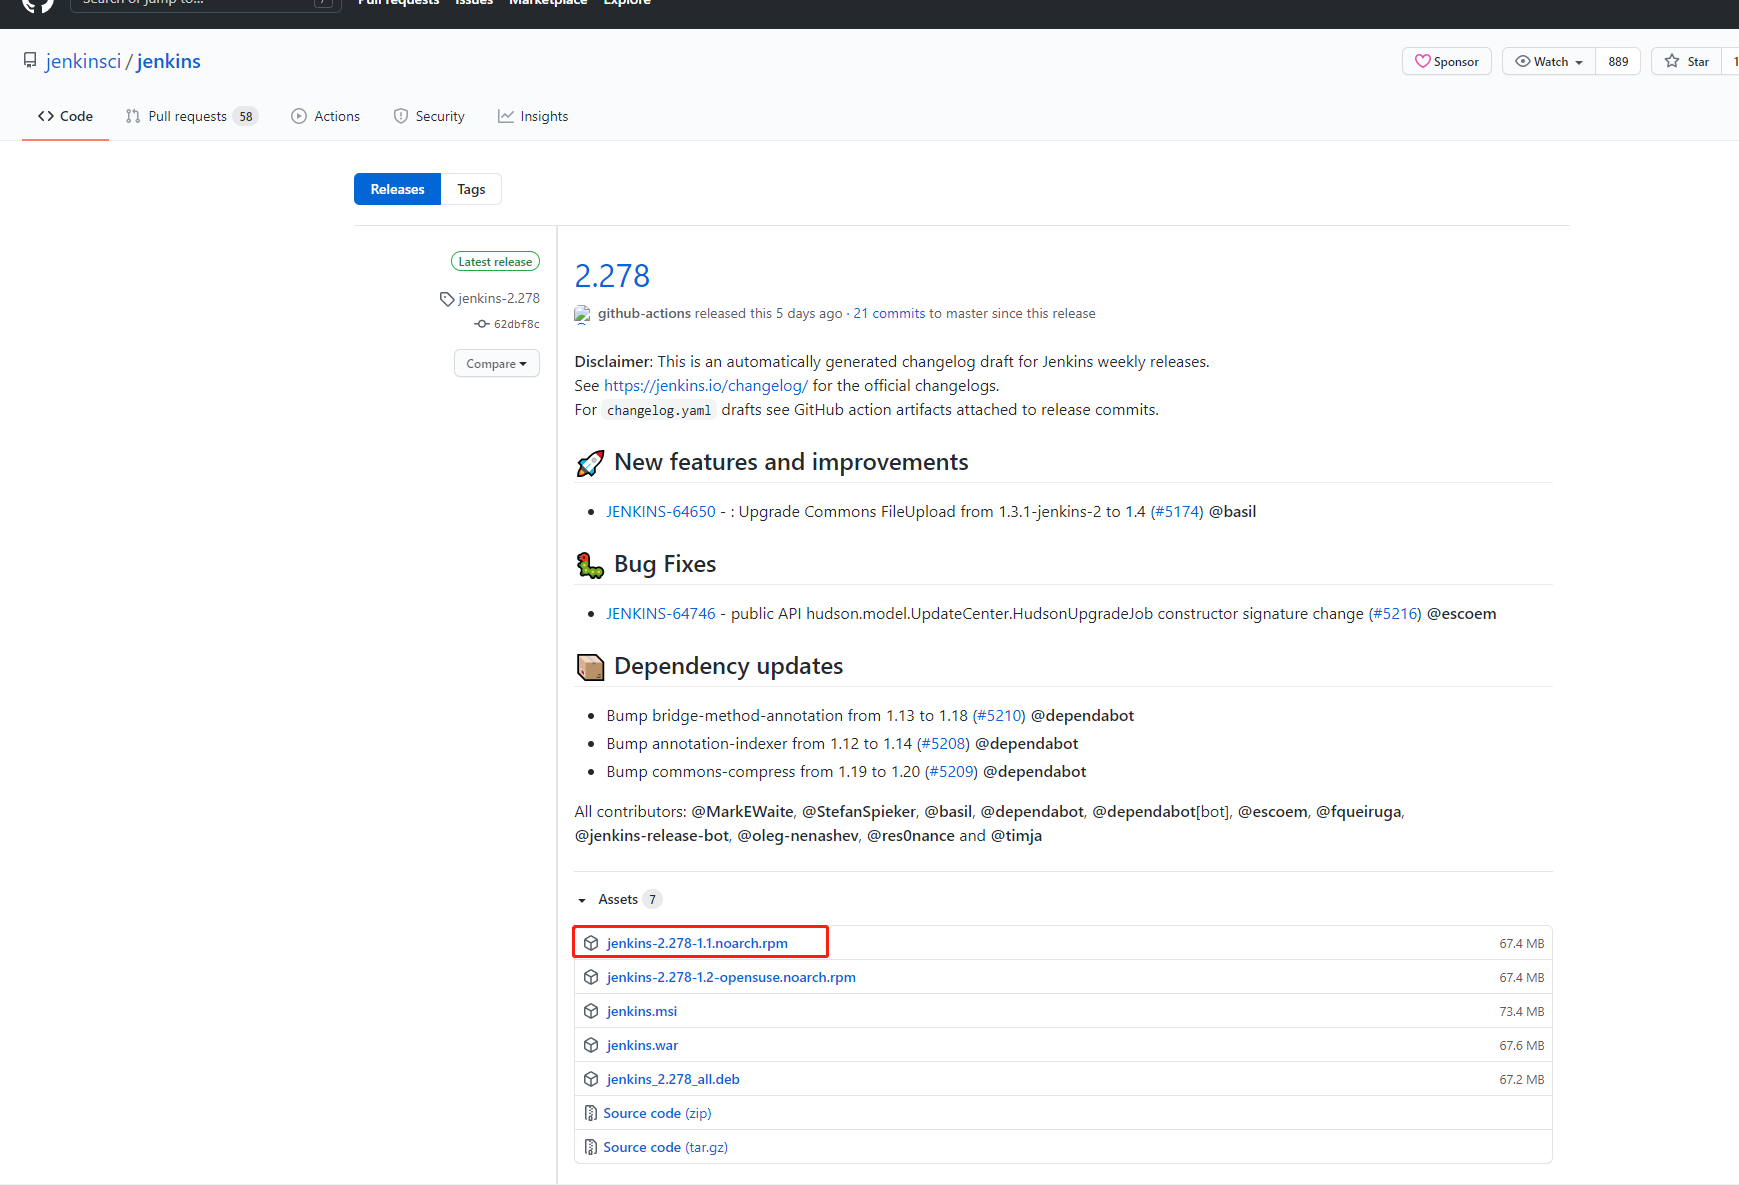 Search or jump to... /
Pull requests Issues Marketplace Explore
jenkinsci / jenkins
Sponsor Watch 889 Star
Code Pull requests 58 Actions Security Insights
Releases Tags
Latest release
jenkins-2.278
62dbf8c
Compare
2.278
github-actions released this 5 days ago · 21 commits to master since this release
Disclaimer: This is an automatically generated changelog draft for Jenkins weekly releases.
See https://jenkins.io/changelog/ for the official changelogs.
For changelog.yaml drafts see GitHub action artifacts attached to release commits.
New features and improvements
• JENKINS-64650 - : Upgrade Commons FileUpload from 1.3.1-jenkins-2 to 1.4 (#5174) @basil
Bug Fixes
• JENKINS-64746 - public API hudson.model.UpdateCenter.HudsonUpgradeJob constructor signature change (#5216) @escoem
Dependency updates
• Bump bridge-method-annotation from 1.13 to 1.18 (#5210) @dependabot
• Bump annotation-indexer from 1.12 to 1.14 (#5208) @dependabot
• Bump commons-compress from 1.19 to 1.20 (#5209) @dependabot
All contributors: @MarkEWaite, @StefanSpieker, @basil, @dependabot, @dependabot[bot], @escoem, @fqueiruga,
@jenkins-release-bot, @oleg-nenashev, @res0nance and @timja
Assets 7
jenkins-2.278-1.1.noarch.rpm 67.4 MB
jenkins-2.278-1.2-opensuse.noarch.rpm 67.4 MB
jenkins.msi 73.4 MB
jenkins.war 67.6 MB
jenkins_2.278_all.deb 67.2 MB
Source code (zip)
Source code (tar.gz)